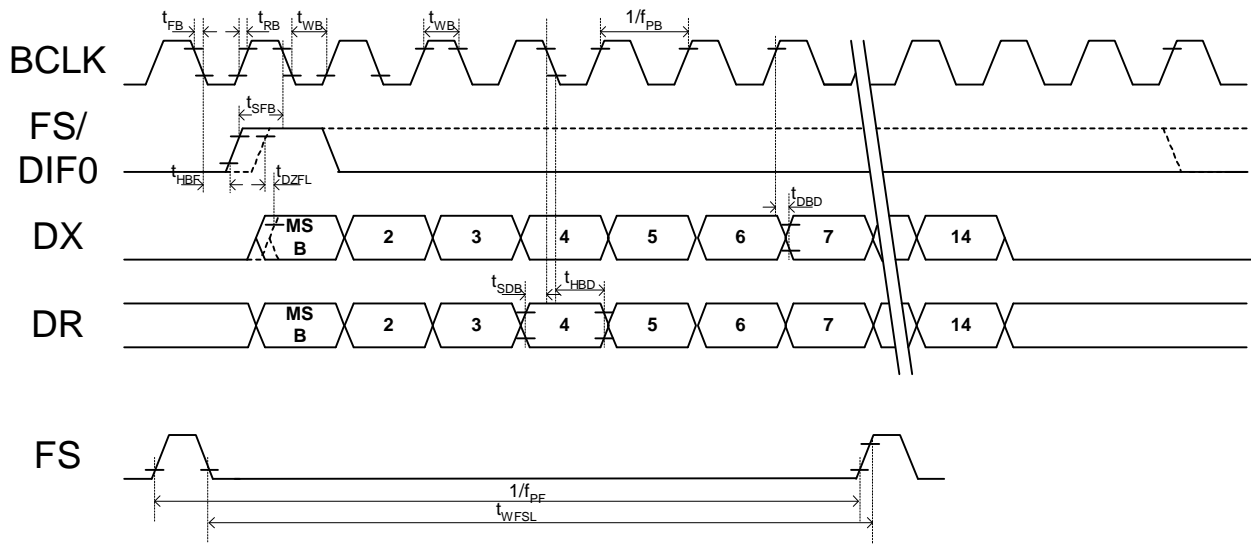 tFB tRB tWB tWB 1/fPB
BCLK
tSFB
FS/
DIF0
tHBF tDZFL
tDBD
DX MS
B 2 3 4 5 6 7 14
tSDB tHBD
DR MS
B 2 3 4 5 6 7 14
FS
1/fPF
tWFSL